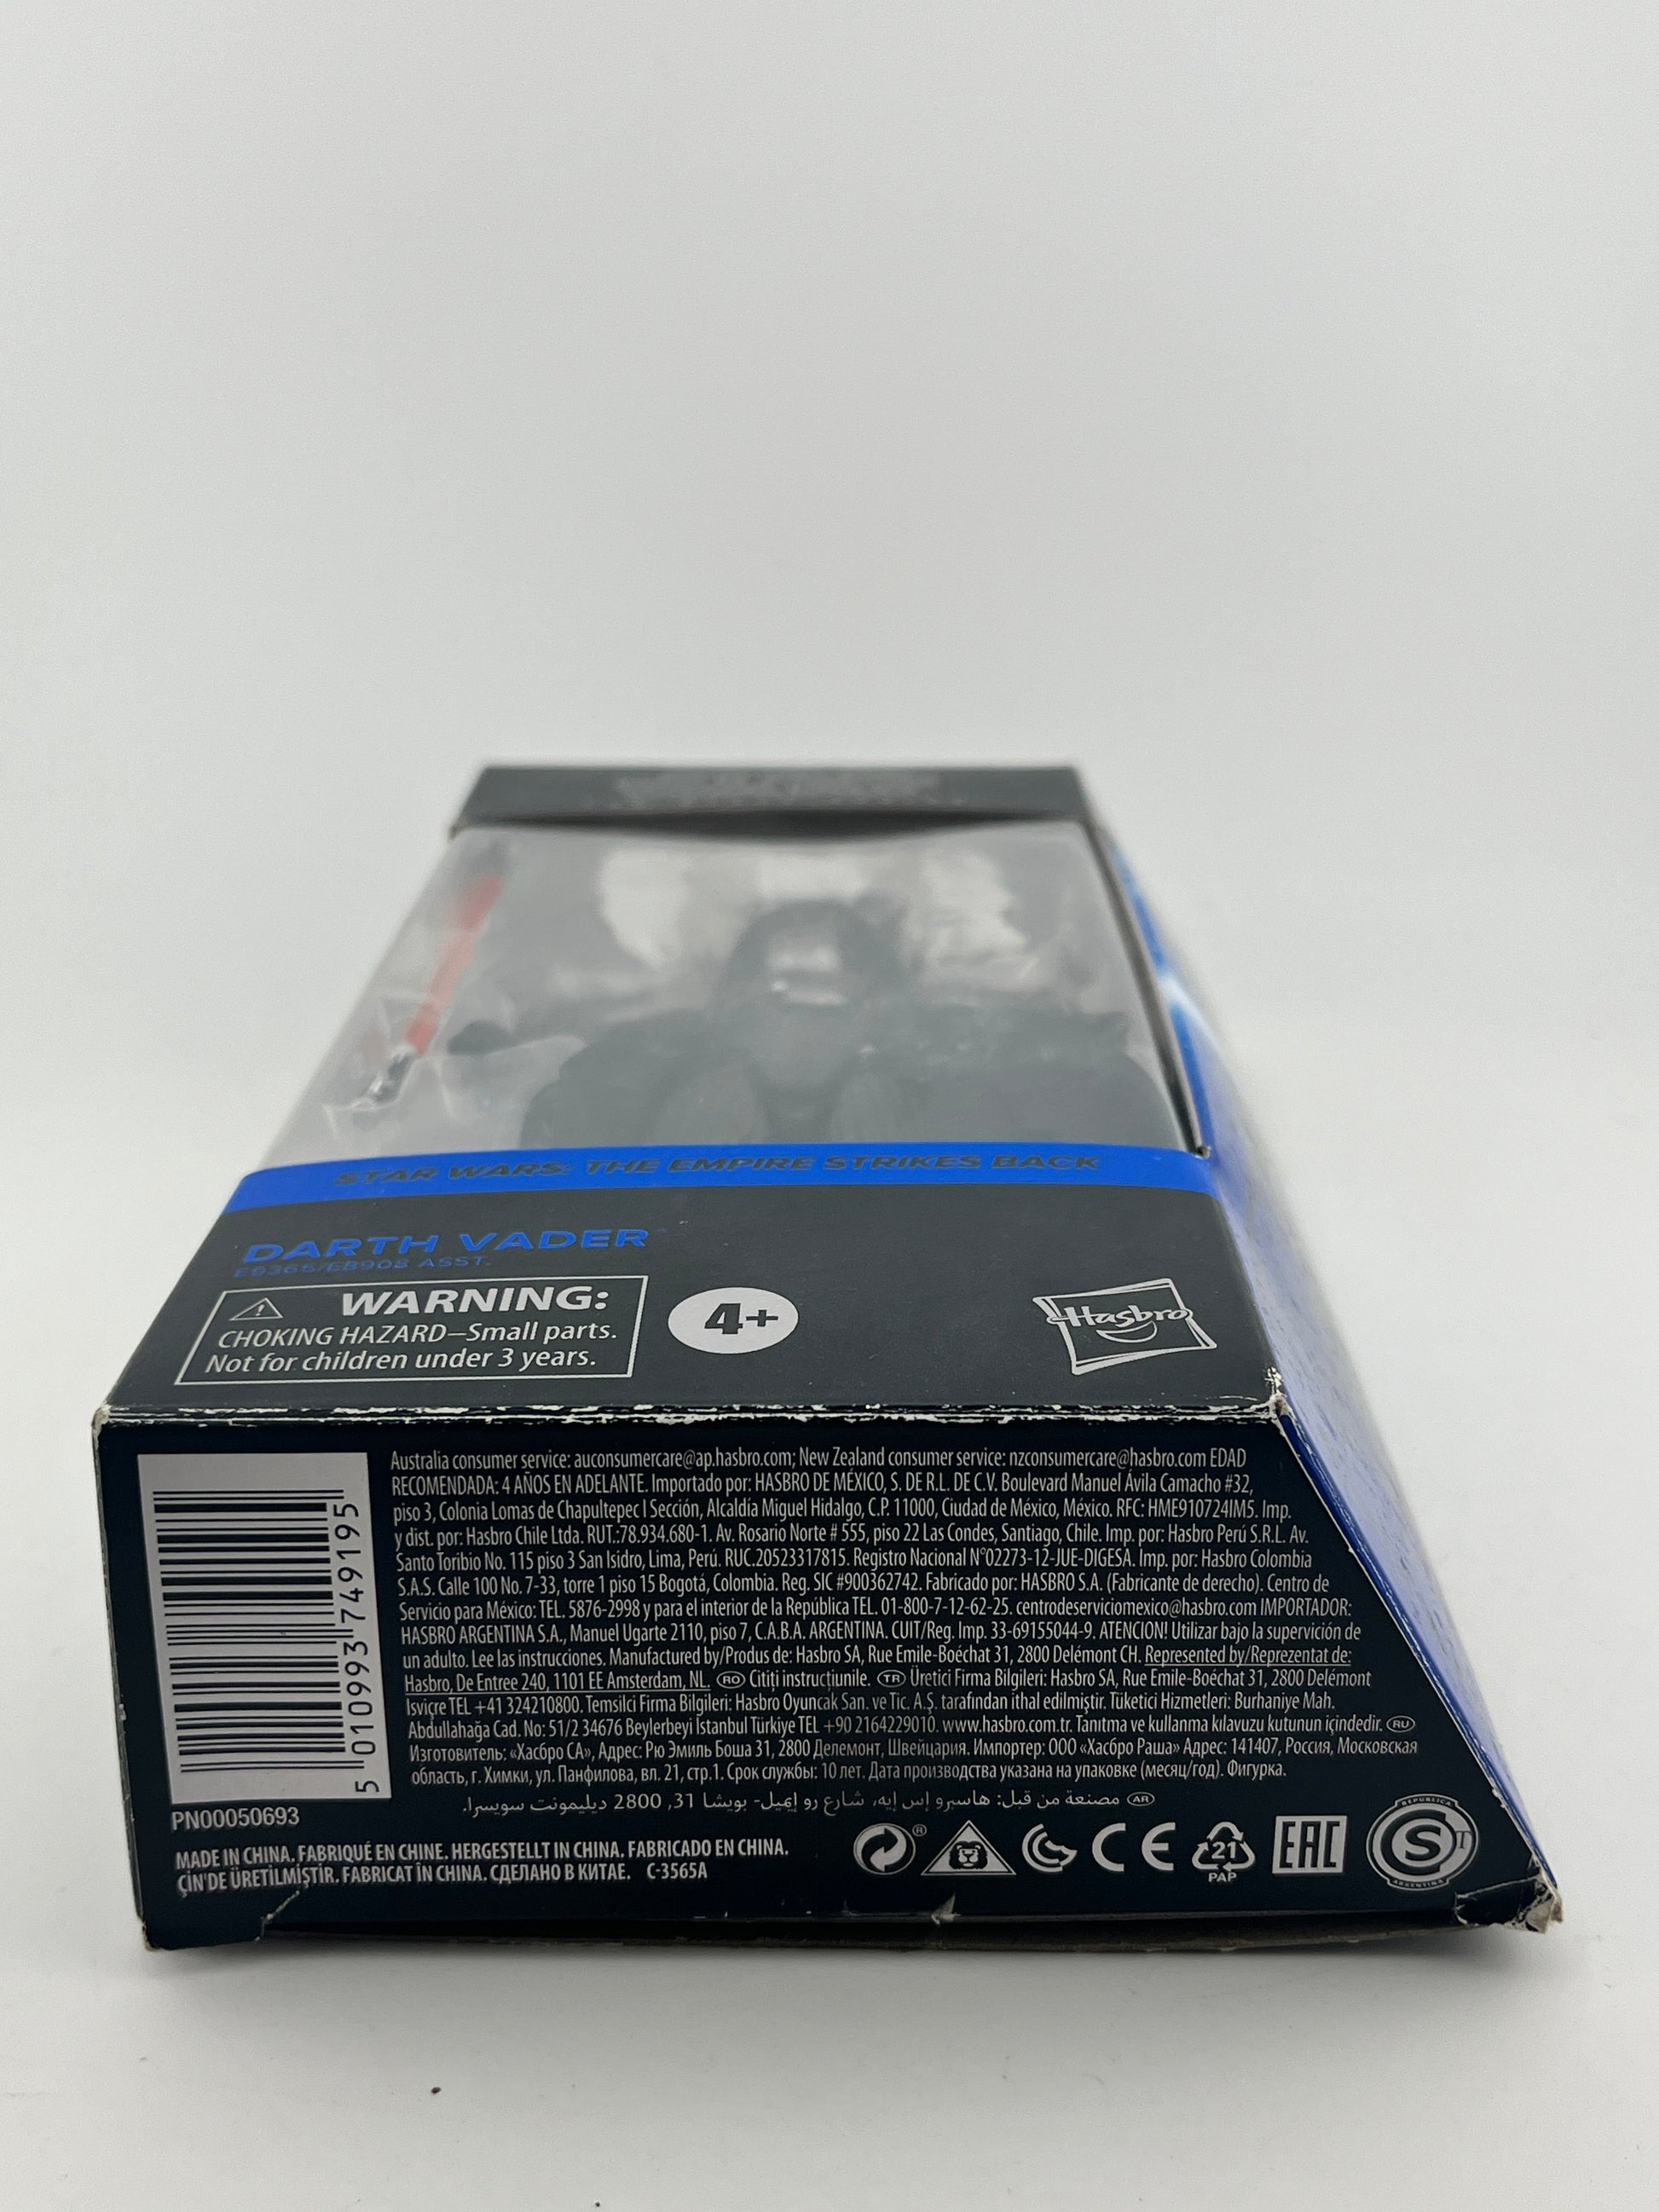 STAR WARS: THE EMPIRE STRIKES BACK
DARTH VADER
E9365/E8908 ASST.
WARNING:
CHOKING HAZARD—Small parts.
Not for children under 3 years.
4+
Hasbro
5 010993 749195
PN00050693
Australia consumer service: auconsumercare@ap.hasbro.com; New Zealand consumer service: nzconsumercare@hasbro.com EDAD
RECOMENDADA: 4 AÑOS EN ADELANTE. Importado por: HASBRO DE MÉXICO, S. DE R.L. DE C.V. Boulevard Manuel Ávila Camacho #32,
piso 3, Colonia Lomas de Chapultepec I Sección, Alcaldía Miguel Hidalgo, C.P. 11000, Ciudad de México, México. RFC: HME910724IM5. Imp.
y dist. por: Hasbro Chile Ltda. RUT.:78.934.680-1. Av. Rosario Norte # 555, piso 22 Las Condes, Santiago, Chile. Imp. por: Hasbro Perú S.R.L. Av.
Santo Toribio No. 115 piso 3 San Isidro, Lima, Perú. RUC.20523317815. Registro Nacional N°02273-12-JUE-DIGESA. Imp. por: Hasbro Colombia
S.A.S. Calle 100 No. 7-33, torre 1 piso 15 Bogotá, Colombia. Reg. SIC #900362742. Fabricado por: HASBRO S.A. (Fabricante de derecho). Centro de
Servicio para México: TEL. 5876-2998 y para el interior de la República TEL. 01-800-7-12-62-25. centrodeserviciomexico@hasbro.com IMPORTADOR:
HASBRO ARGENTINA S.A., Manuel Ugarte 2110, piso 7, C.A.B.A. ARGENTINA. CUIT/Reg. Imp. 33-69155044-9. ATENCION! Utilizar bajo la supervición de
un adulto. Lee las instrucciones. Manufactured by/Produs de: Hasbro SA, Rue Emile-Boéchat 31, 2800 Delémont CH. Represented by/Reprezentat de:
Hasbro, De Entree 240, 1101 EE Amsterdam, NL. RO Citiți instrucțiunile. TR Üretici Firma Bilgileri: Hasbro SA, Rue Emile-Boéchat 31, 2800 Delémont
İsviçre TEL +41 324210800. Temsilci Firma Bilgileri: Hasbro Oyuncak San. ve Tic. A.Ş. tarafından ithal edilmiştir. Tüketici Hizmetleri: Burhaniye Mah.
Abdullahağa Cad. No: 51/2 34676 Beylerbeyi İstanbul Türkiye TEL +90 2164229010. www.hasbro.com.tr. Tanıtma ve kullanma kılavuzu kutunun içindedir. RU
Изготовитель: «Хасбро СА», Адрес: Рю Эмиль Боша 31, 2800 Делемонт, Швейцария. Импортер: ООО «Хасбро Раша» Адрес: 141407, Россия, Московская
область, г. Химки, ул. Панфилова, вл. 21, стр.1. Срок службы: 10 лет. Дата производства указана на упаковке (месяц/год). Фигурка.
AR مصنعة من قبل: هاسبرو إس إيه، شارع رو إيميل- بويشا 31, 2800 ديليمونت سويسرا.
MADE IN CHINA. FABRIQUÉ EN CHINE. HERGESTELLT IN CHINA. FABRICADO EN CHINA.
ÇİN'DE ÜRETİLMİŞTİR. FABRICAT ÎN CHINA. СДЕЛАНО В КИТАЕ. C-3565A
® CE 21 PAP EAC REPUBLICA S T ARGENTINA